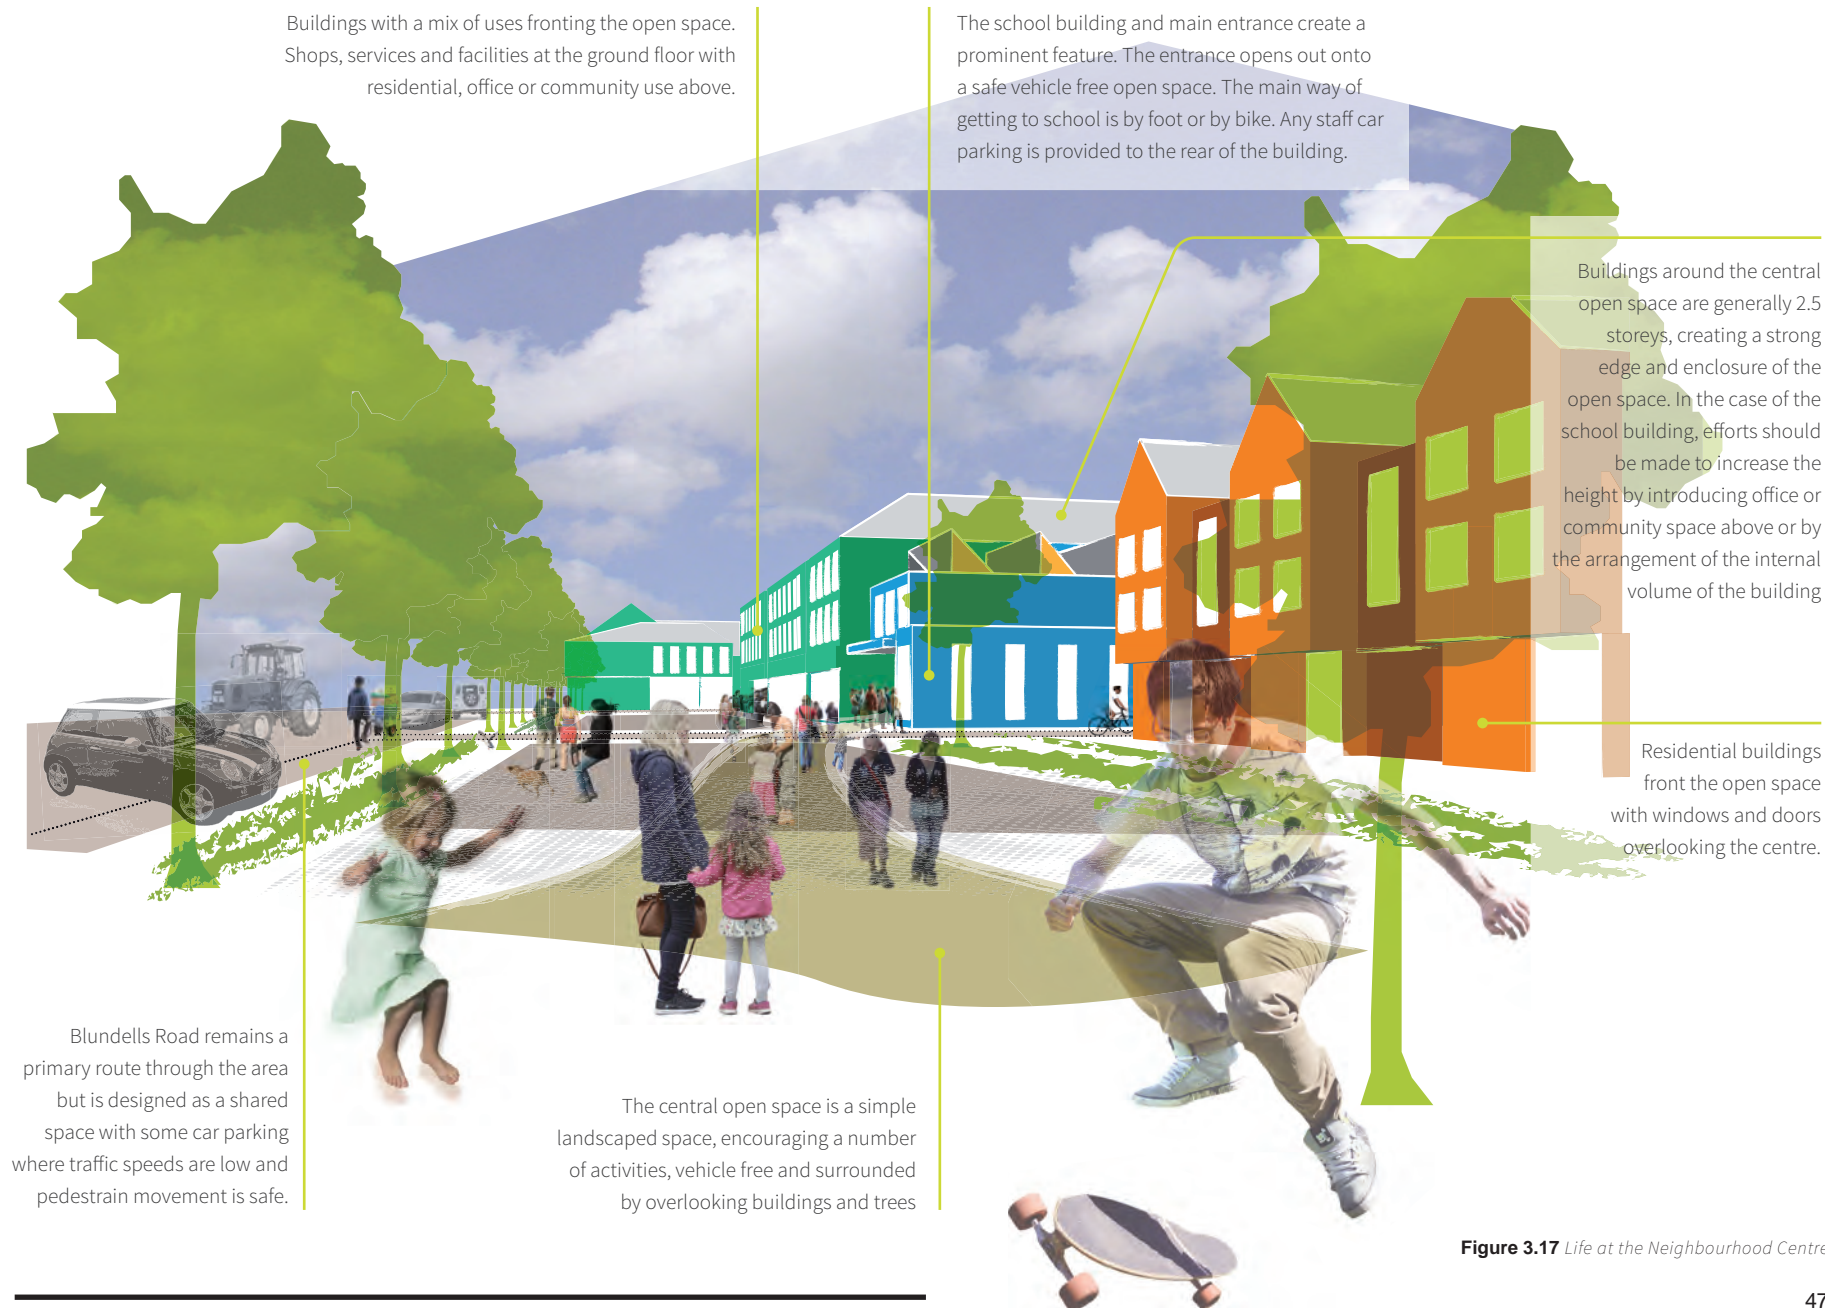 Buildings with a mix of uses fronting the open space.
Shops, services and facilities at the ground floor with
residential, office or community use above.
The school building and main entrance create a
prominent feature. The entrance opens out onto
a safe vehicle free open space. The main way of
getting to school is by foot or by bike. Any staff car
parking is provided to the rear of the building.
Buildings around the central
open space are generally 2.5
storeys, creating a strong
edge and enclosure of the
open space. In the case of the
school building, efforts should
be made to increase the
height by introducing office or
community space above or by
the arrangement of the internal
volume of the building
Residential buildings
front the open space
with windows and doors
overlooking the centre.
Blundells Road remains a
primary route through the area
but is designed as a shared
space with some car parking
where traffic speeds are low and
pedestrain movement is safe.
The central open space is a simple
landscaped space, encouraging a number
of activities, vehicle free and surrounded
by overlooking buildings and trees
Figure 3.17 Life at the Neighbourhood Centre
47